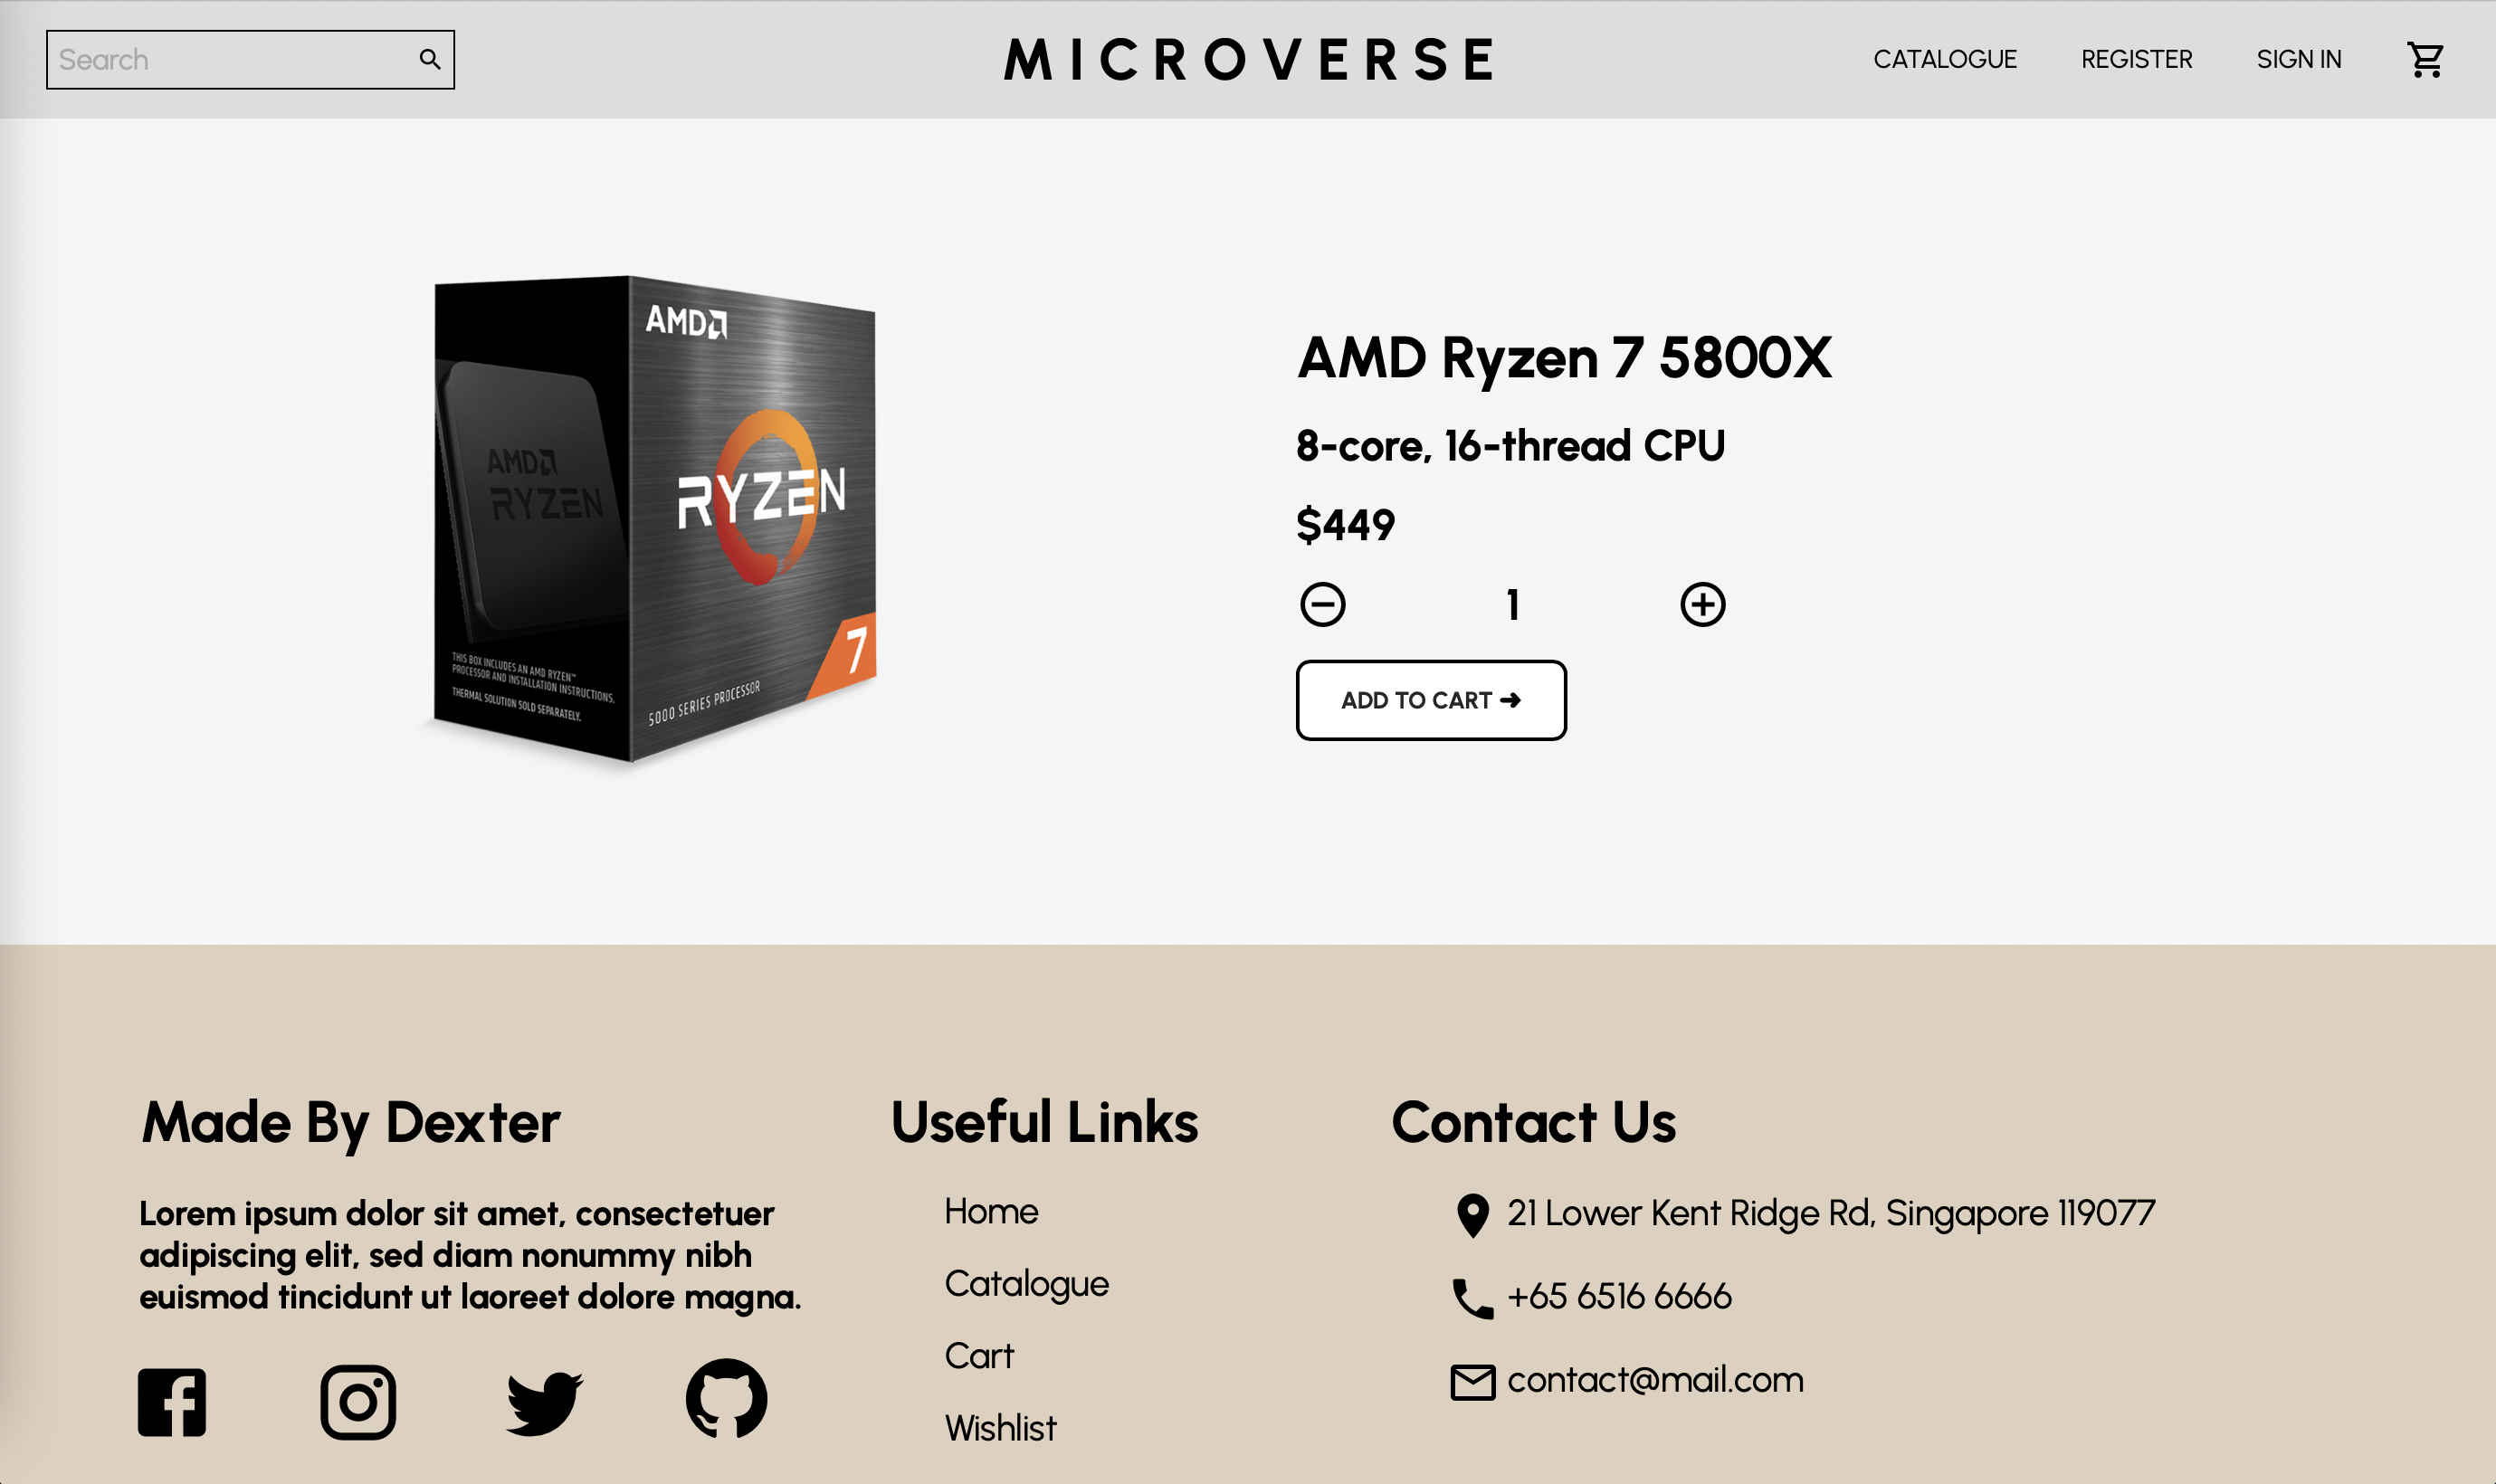 Search
MICROVERSE
CATALOGUE
REGISTER
SIGN IN
AMD
AMD
RYZEN
RYZEN
7
THIS BOX INCLUDES AN AMD RYZEN™
PROCESSOR AND INSTALLATION INSTRUCTIONS.
THERMAL SOLUTION SOLD SEPARATELY.
5000 SERIES PROCESSOR
AMD Ryzen 7 5800X
8-core, 16-thread CPU
$449
1
ADD TO CART ➜
Made By Dexter
Lorem ipsum dolor sit amet, consectetuer
adipiscing elit, sed diam nonummy nibh
euismod tincidunt ut laoreet dolore magna.
Useful Links
Home
Catalogue
Cart
Wishlist
Contact Us
21 Lower Kent Ridge Rd, Singapore 119077
+65 6516 6666
contact@mail.com